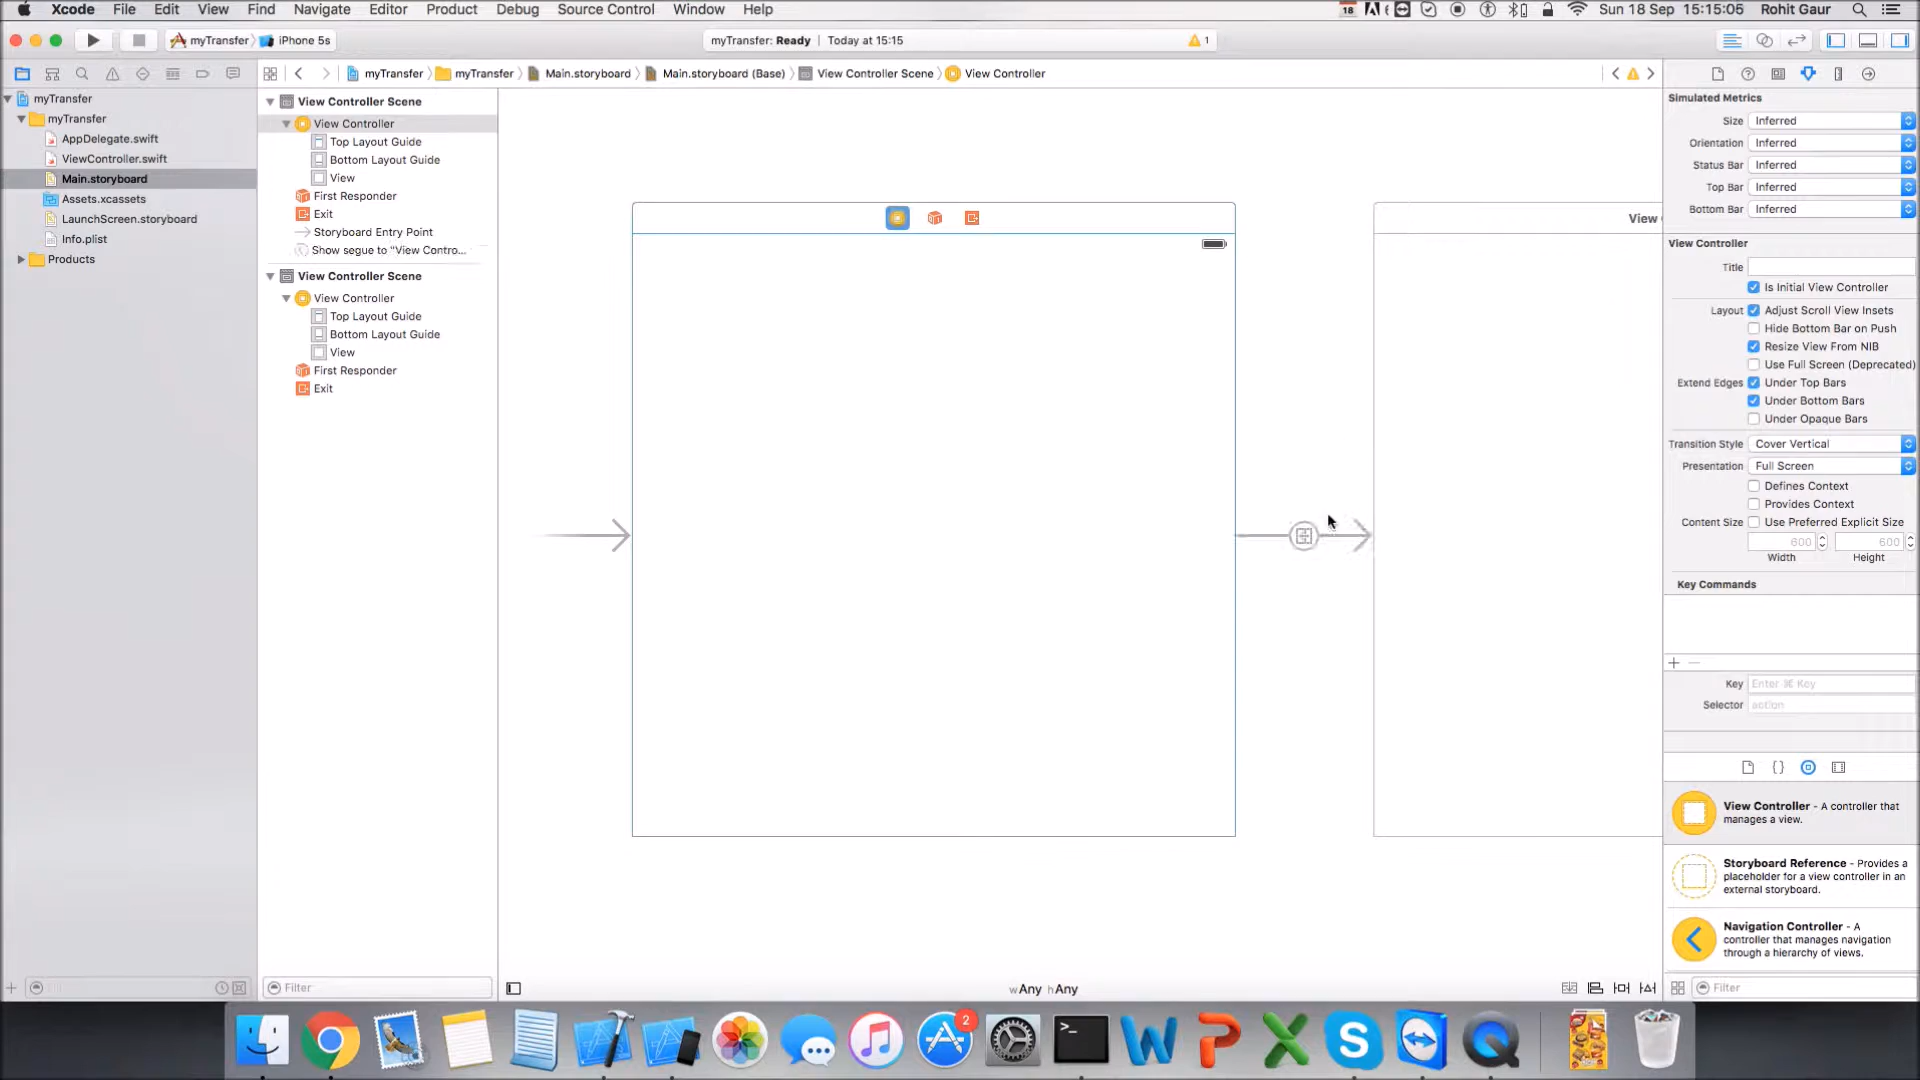 Xcode File Edit View Find Navigate Editor Product Debug Source Control Window Help
18 Sun 18 Sep 15:15:05 Rohit Gaur
myTransfer iPhone 5s
myTransfer: Ready | Today at 15:15
1
myTransfer myTransfer Main.storyboard Main.storyboard (Base) View Controller Scene View Controller
myTransfer
myTransfer
AppDelegate.swift
ViewController.swift
Main.storyboard
Assets.xcassets
LaunchScreen.storyboard
Info.plist
Products
View Controller Scene
View Controller
Top Layout Guide
Bottom Layout Guide
View
First Responder
Exit
Storyboard Entry Point
Show segue to "View Contro...
View Controller Scene
View Controller
Top Layout Guide
Bottom Layout Guide
View
First Responder
Exit
Filter
View
wAny hAny
Simulated Metrics
Size Inferred
Orientation Inferred
Status Bar Inferred
Top Bar Inferred
Bottom Bar Inferred
View Controller
Title
Is Initial View Controller
Layout Adjust Scroll View Insets
Hide Bottom Bar on Push
Resize View From NIB
Use Full Screen (Deprecated)
Extend Edges Under Top Bars
Under Bottom Bars
Under Opaque Bars
Transition Style Cover Vertical
Presentation Full Screen
Defines Context
Provides Context
Content Size Use Preferred Explicit Size
600 600
Width Height
Key Commands
Key Enter ⌘ Key
Selector action
View Controller - A controller that
manages a view.
Storyboard Reference - Provides a
placeholder for a view controller in an
external storyboard.
Navigation Controller - A
controller that manages navigation
through a hierarchy of views.
Filter
2